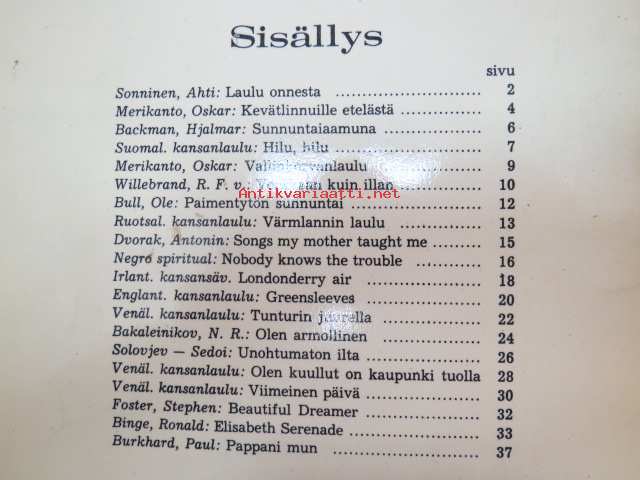 Sisällys
sivu
Sonninen, Ahti: Laulu onnesta ............................ 2
Merikanto, Oskar: Kevätlinnuille etelästä .............. 4
Backman, Hjalmar: Sunnuntaiaamuna .................. 6
Suomal. kansanlaulu: Hilu, hilu .......................... 7
Merikanto, Oskar: ...................... 9
Willebrand, R. F. v. kuin illan .................. 10
Antikvariaatti.net
Bull, Ole: Paimentytön sunnuntai ........................ 12
Ruotsal. kansanlaulu: Värmlannin laulu ................ 13
Dvorak, Antonin: Songs my mother taught me ........ 15
Negro spiritual: Nobody knows the trouble ............ 16
Irlant. kansansäv. Londonderry air .................... 18
Englant. kansanlaulu: Greensleeves .................... 20
Venäl. kansanlaulu: Tunturin .................... 22
Bakaleinikov, N. R.: Olen armollinen .................. 24
Solovjev — Sedoi: Unohtumaton ilta .................... 26
Venäl. kansanlaulu: Olen kuullut on kaupunki tuolla 28
Venäl. kansanlaulu: Viimeinen päivä .................... 30
Foster, Stephen: Beautiful Dreamer .................... 32
Binge, Ronald: Elisabeth Serenade ...................... 33
Burkhard, Paul: Pappani mun .......................... 37